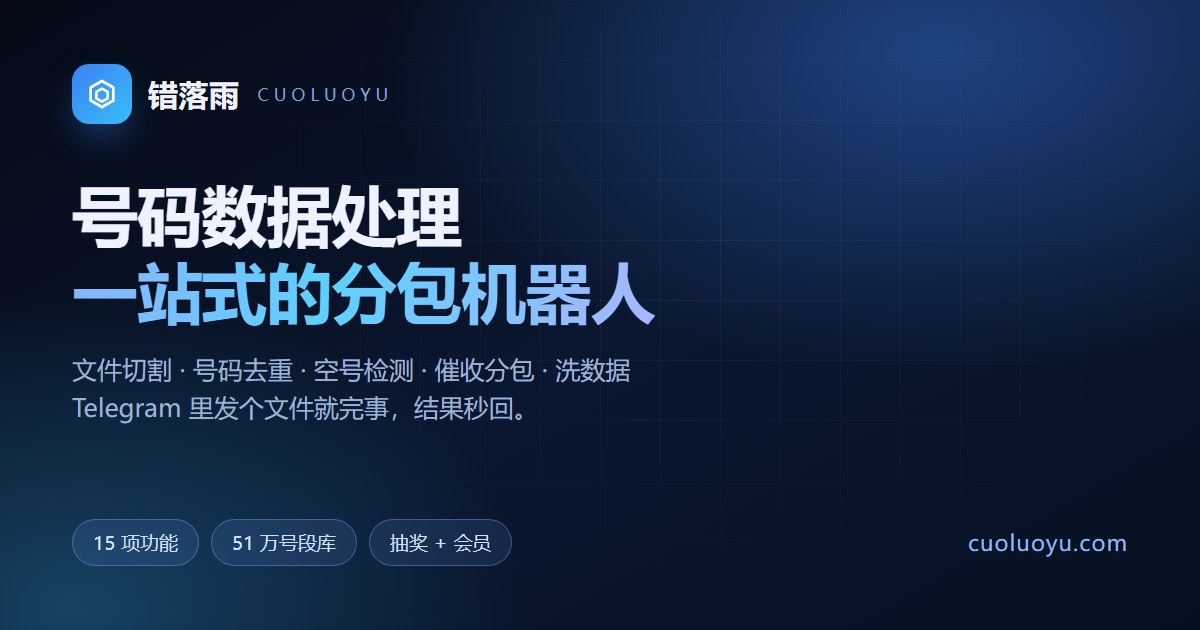 错落雨 CUOLUOYU
号码数据处理
一站式的分包机器人
文件切割 · 号码去重 · 空号检测 · 催收分包 · 洗数据
Telegram 里发个文件就完事，结果秒回。
15 项功能 51 万号段库 抽奖 + 会员 cuoluoyu.com